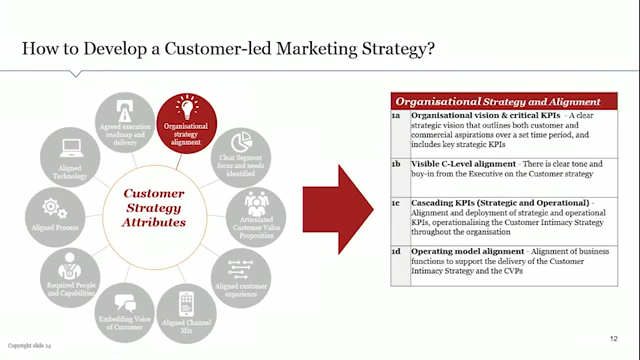 How to Develop a Customer-led Marketing Strategy?
Agreed execution
roadmap and
delivery
Organisational
strategy
alignment
Clear Segment
focus and needs
identified
Articulated
Customer Value
Proposition
Aligned customer
experience
Aligned Channel
Mix
Embedding Voice
of Customer
Required People
and Capabilities
Aligned Process
Aligned
Technology
Customer
Strategy
Attributes
Organisational Strategy and Alignment
1a Organisational vision & critical KPIs - A clear
strategic vision that outlines both customer and
commercial aspirations over a set time period, and
includes key strategic KPIs
1b Visible C-Level alignment - There is clear tone and
buy-in from the Executive on the Customer strategy
1c Cascading KPIs (Strategic and Operational) -
Alignment and deployment of strategic and operational
KPIs, operationalising the Customer Intimacy Strategy
throughout the organisation
1d Operating model alignment - Alignment of business
functions to support the delivery of the Customer
Intimacy Strategy and the CVPs
Copyright slide 24
12